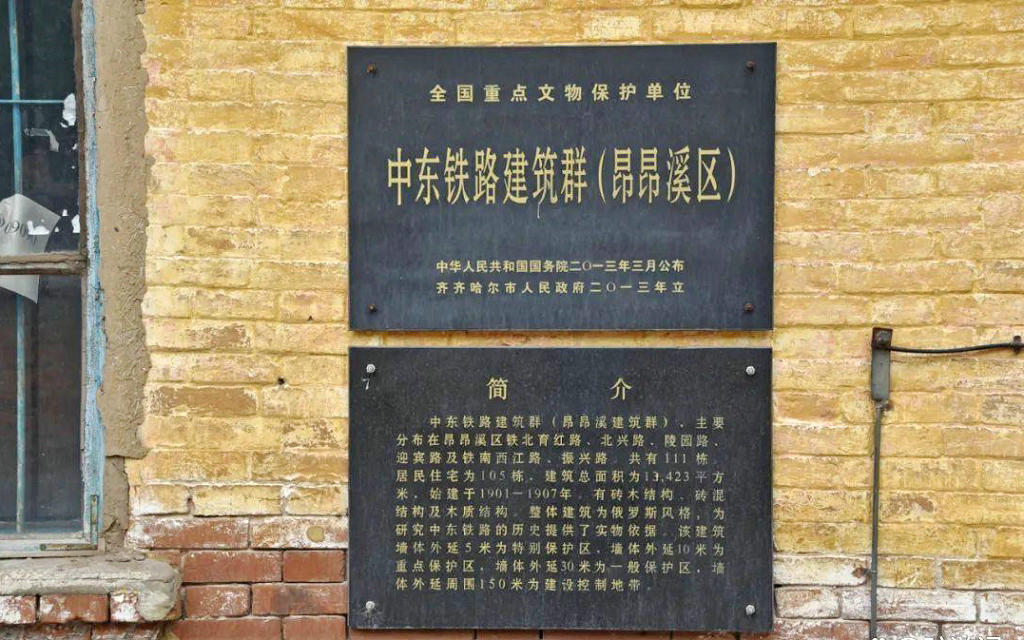 全国重点文物保护单位
中东铁路建筑群（昂昂溪区）
中华人民共和国国务院二〇一三年三月公布
齐齐哈尔市人民政府二〇一三年立
简 介
中东铁路建筑群（昂昂溪建筑群），主要
分布在昂昂溪区铁北育红路、北兴路、陵园路、
迎宾路及铁南西江路、振兴路。共有111栋，
居民住宅为105栋，建筑总面积为13,423平方
米，始建于1901－1907年。有砖木结构、砖混
结构及木质结构。整体建筑为俄罗斯风格，为
研究中东铁路的历史提供了实物依据。该建筑
墙体外延5米为特别保护区，墙体外延10米为
重点保护区，墙体外延30米为一般保护区，墙
体外延周围150米为建设控制地带。